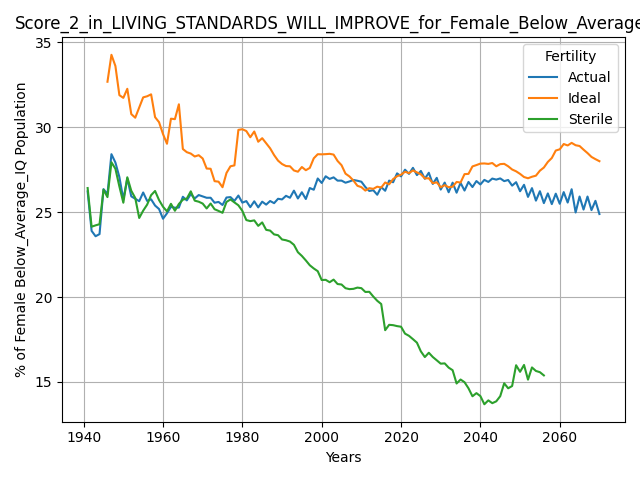 Score_2_in_LIVING_STANDARDS_WILL_IMPROVE_for_Female_Below_Average
35
30
25
20
15
% of Female Below_Average_IQ Population
Fertility
Actual
Ideal
Sterile
1940 1960 1980 2000 2020 2040 2060
Years